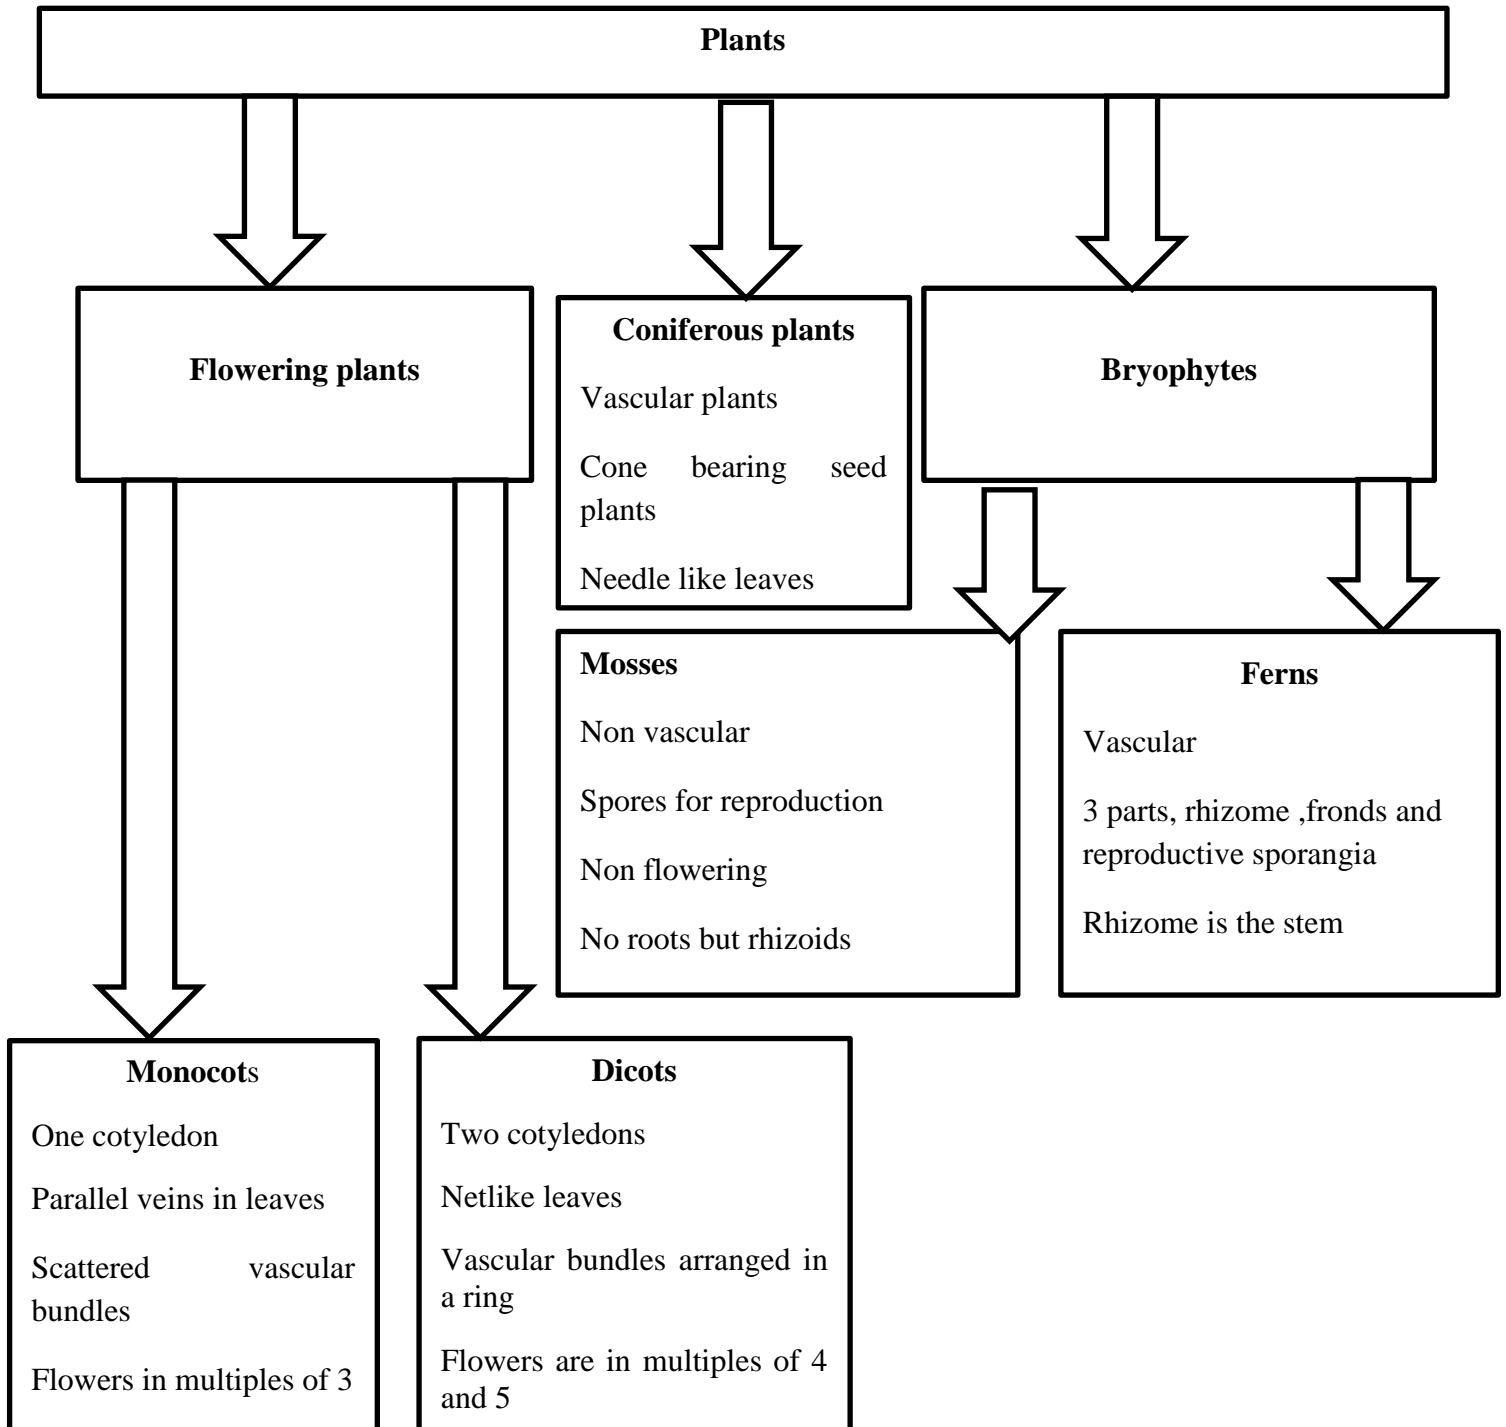 Plants
Flowering plants
Coniferous plants
Vascular plants
Cone bearing seed
plants
Needle like leaves
Bryophytes
Mosses
Non vascular
Spores for reproduction
Non flowering
No roots but rhizoids
Ferns
Vascular
3 parts, rhizome ,fronds and
reproductive sporangia
Rhizome is the stem
Monocots
One cotyledon
Parallel veins in leaves
Scattered vascular
bundles
Flowers in multiples of 3
Dicots
Two cotyledons
Netlike leaves
Vascular bundles arranged in
a ring
Flowers are in multiples of 4
and 5